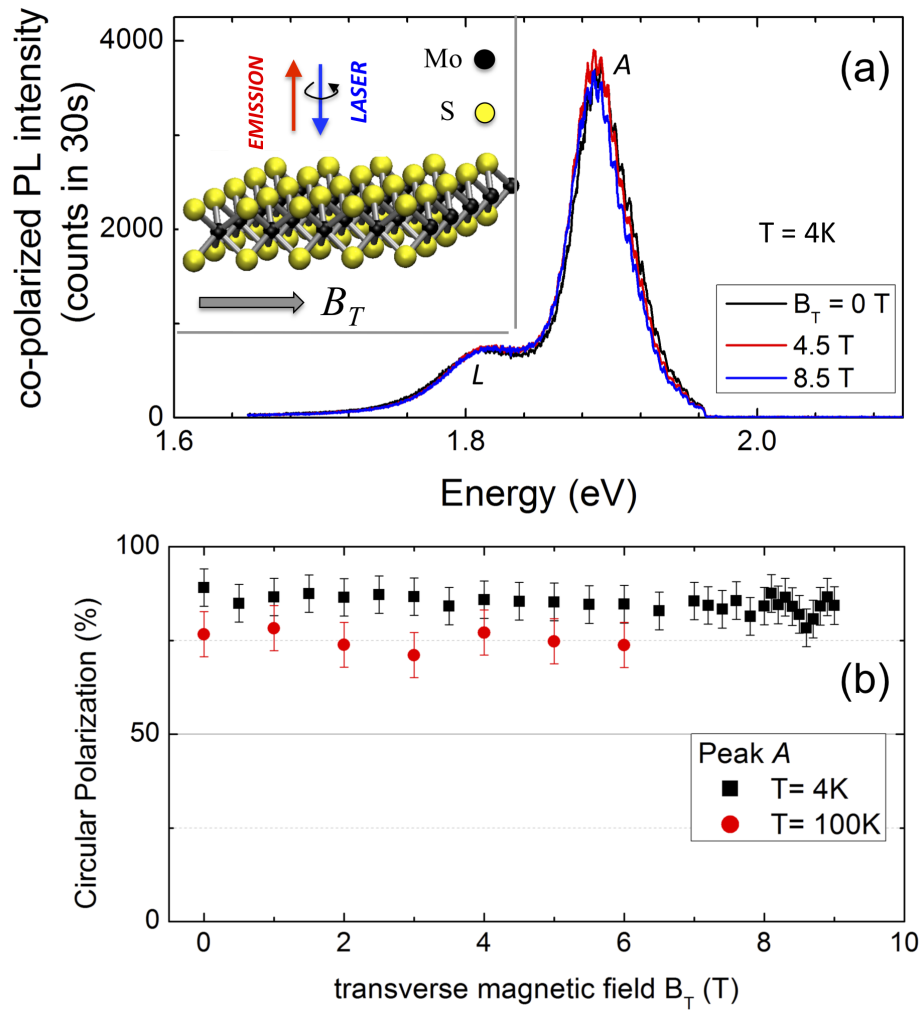 co-polarized PL intensity
(counts in 30s)
4000
2000
0
EMISSION
LASER
Mo
S
B_T
A
L
(a)
T = 4K
B_T = 0 T
4.5 T
8.5 T
1.6
1.8
2.0
Energy (eV)
Circular Polarization (%)
100
75
50
25
0
(b)
Peak A
T= 4K
T= 100K
0
2
4
6
8
10
transverse magnetic field B_T (T)